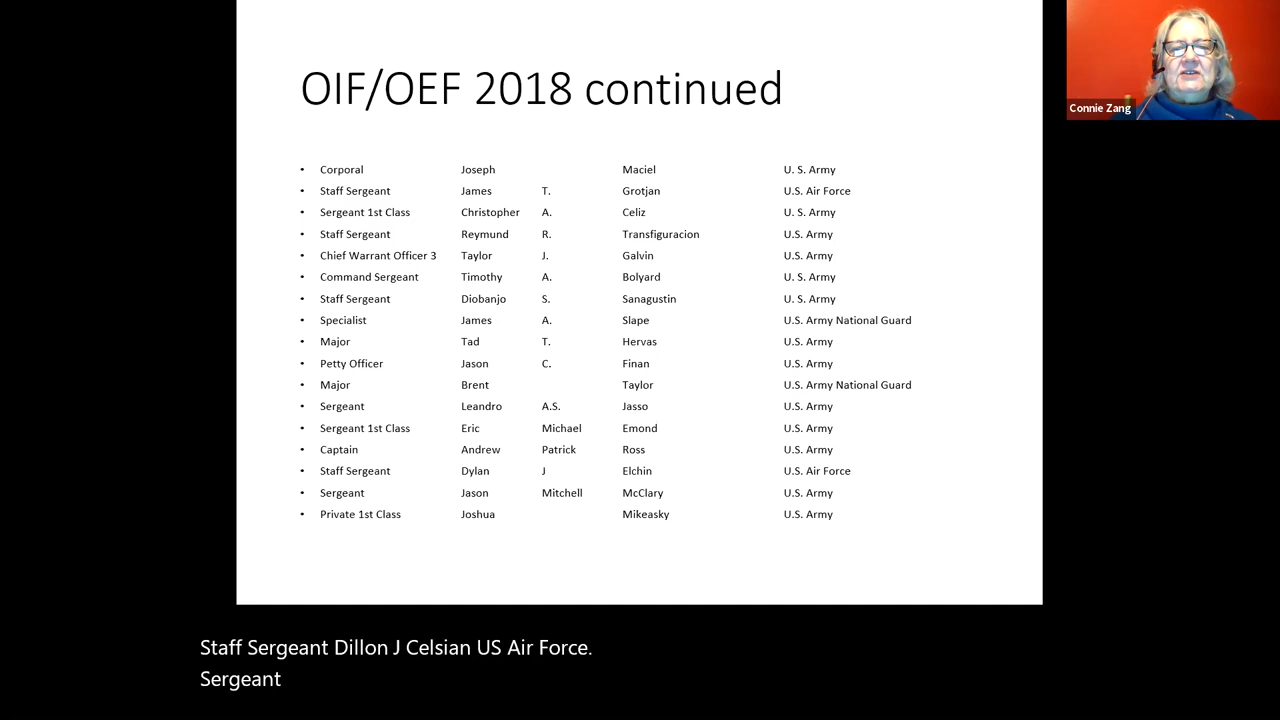 OIF/OEF 2018 continued
Connie Zang
• Corporal Joseph Maciel U. S. Army
• Staff Sergeant James T. Grotjan U.S. Air Force
• Sergeant 1st Class Christopher A. Celiz U. S. Army
• Staff Sergeant Reymund R. Transfiguracion U.S. Army
• Chief Warrant Officer 3 Taylor J. Galvin U.S. Army
• Command Sergeant Timothy A. Bolyard U. S. Army
• Staff Sergeant Diobanjo S. Sanagustin U. S. Army
• Specialist James A. Slape U.S. Army National Guard
• Major Tad T. Hervas U.S. Army
• Petty Officer Jason C. Finan U.S. Army
• Major Brent Taylor U.S. Army National Guard
• Sergeant Leandro A.S. Jasso U.S. Army
• Sergeant 1st Class Eric Michael Emond U.S. Army
• Captain Andrew Patrick Ross U.S. Army
• Staff Sergeant Dylan J Elchin U.S. Air Force
• Sergeant Jason Mitchell McClary U.S. Army
• Private 1st Class Joshua Mikeasky U.S. Army
Staff Sergeant Dillon J Celsian US Air Force.
Sergeant